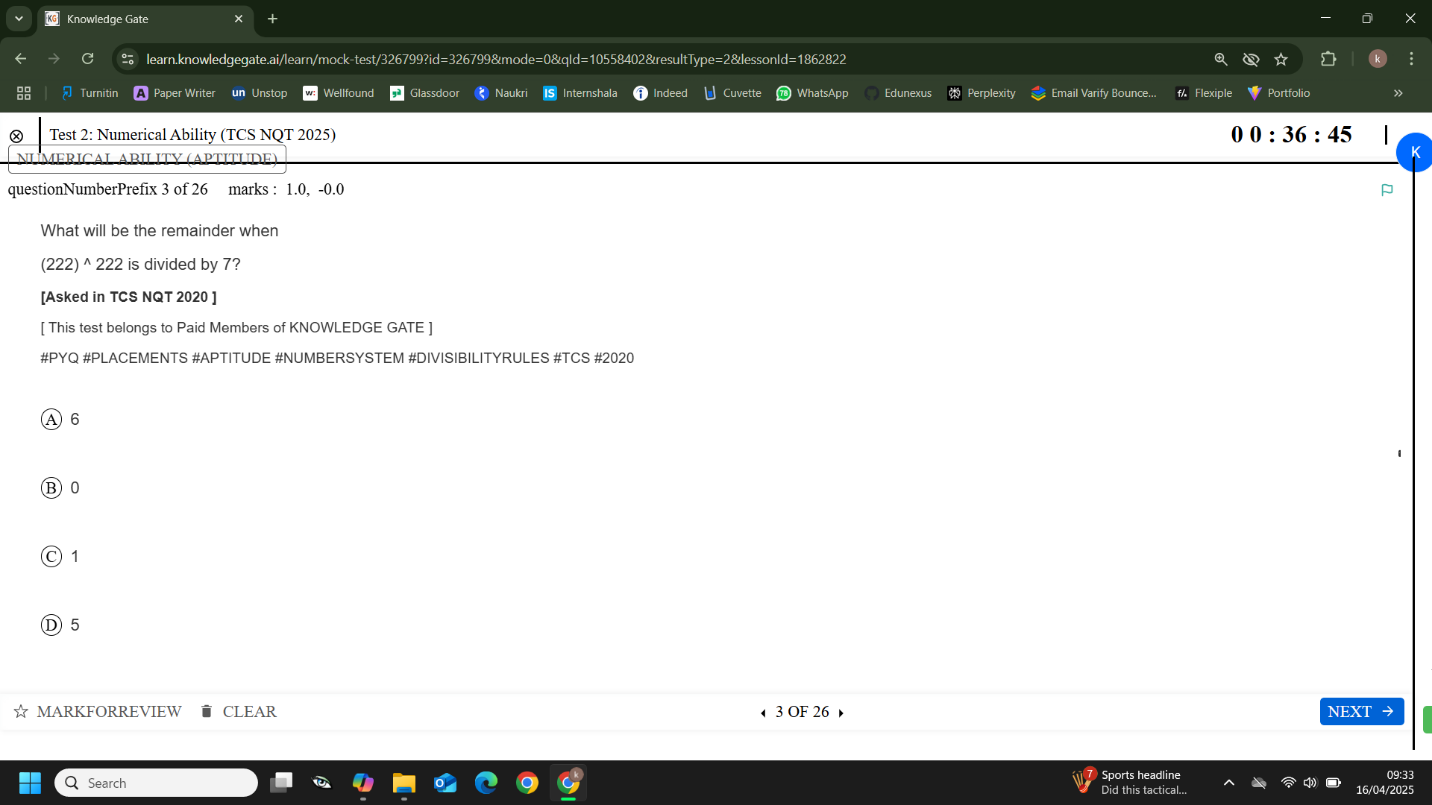 Knowledge Gate
learn.knowledgegate.ai/learn/mock-test/326799?id=326799&mode=0&qId=10558402&resultType=2&lessonId=1862822
k
Turnitin
A Paper Writer
un Unstop
w: Wellfound
Glassdoor
Naukri
IS Internshala
Indeed
Cuvette
WhatsApp
Edunexus
Perplexity
Email Varify Bounce...
f/. Flexiple
Portfolio
Test 2: Numerical Ability (TCS NQT 2025)
00:36:45
K
NUMERICAL ABILITY (APTITUDE)
questionNumberPrefix 3 of 26 marks : 1.0, -0.0
What will be the remainder when
(222) ^ 222 is divided by 7?
[Asked in TCS NQT 2020 ]
[ This test belongs to Paid Members of KNOWLEDGE GATE ]
#PYQ #PLACEMENTS #APTITUDE #NUMBERSYSTEM #DIVISIBILITYRULES #TCS #2020
A 6
B 0
C 1
D 5
MARKFORREVIEW
CLEAR
3 OF 26
NEXT
Search
7
Sports headline
Did this tactical...
09:33
16/04/2025